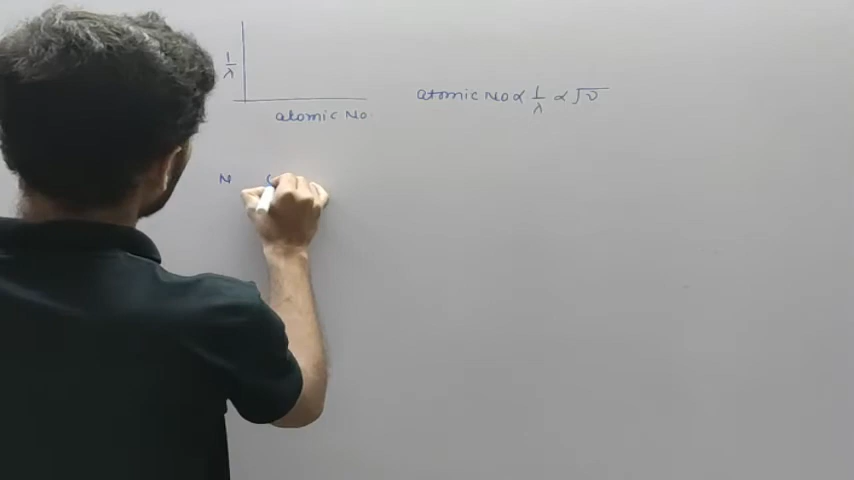 1/λ
atomic No.
atomic No ∝ 1/λ ∝ √ν
N